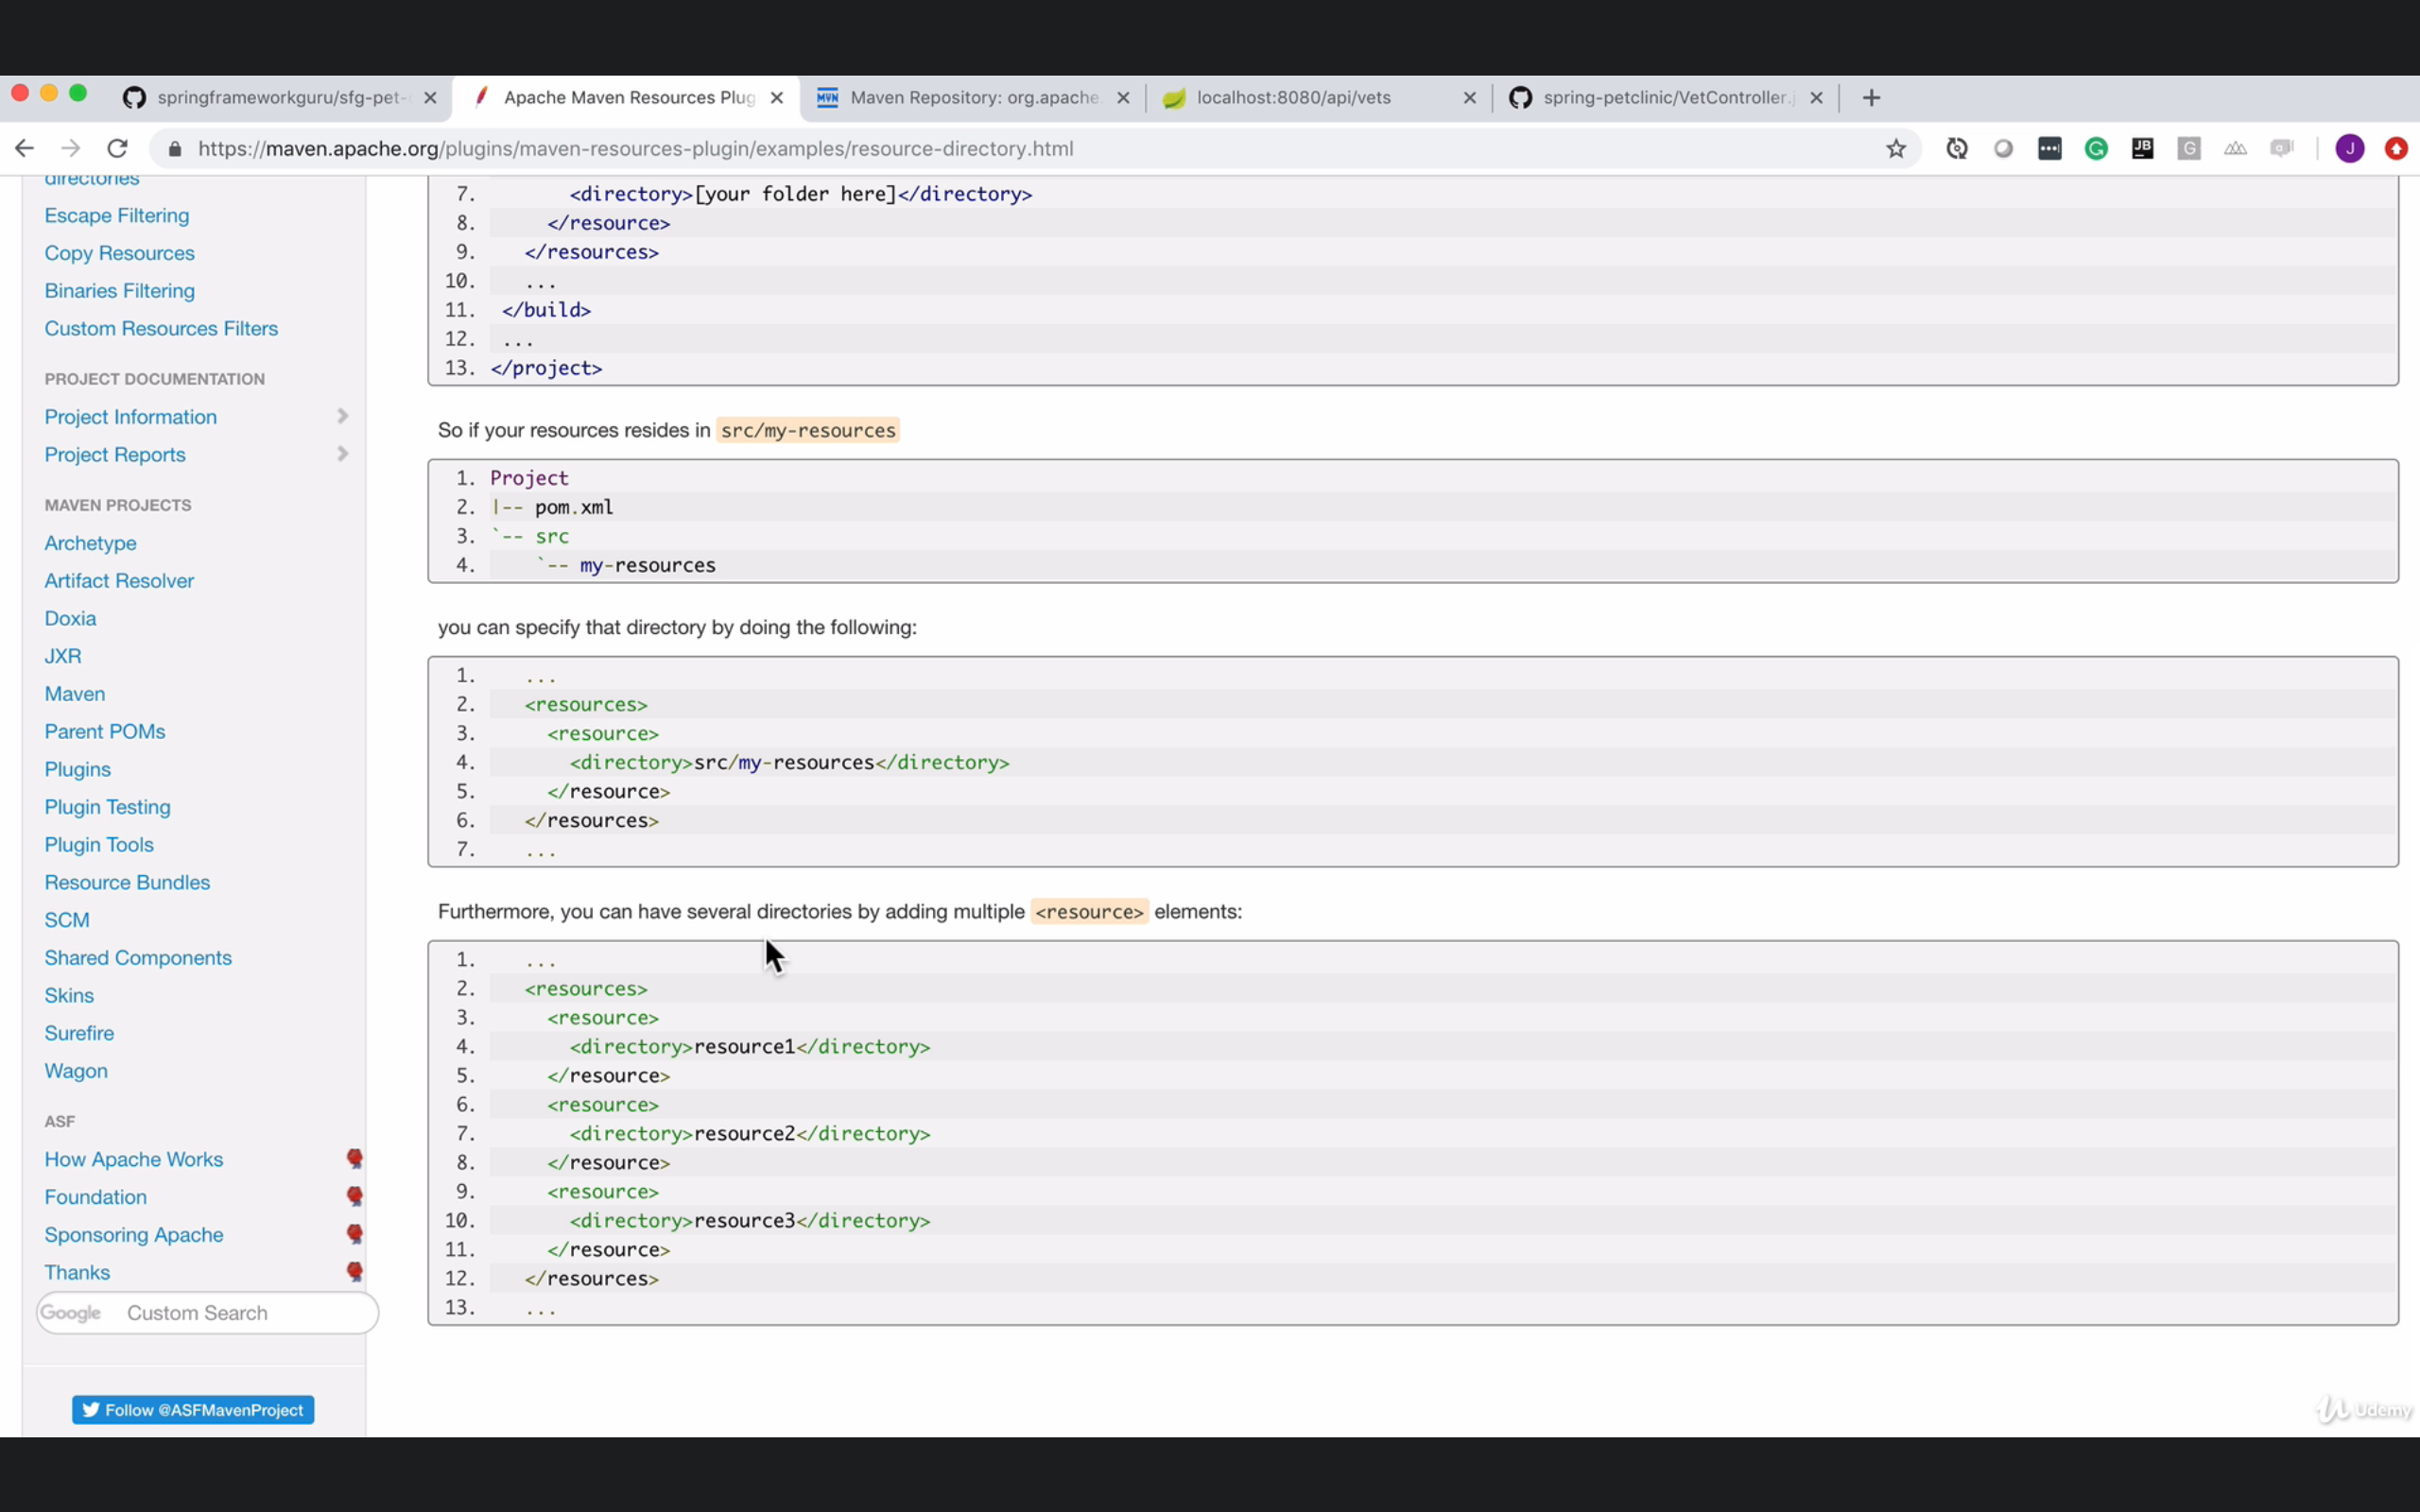 springframeworkguru/sfg-pet-
Apache Maven Resources Plug
MVN Maven Repository: org.apache.
localhost:8080/api/vets
spring-petclinic/VetController.j
https://maven.apache.org/plugins/maven-resources-plugin/examples/resource-directory.html
JB
G
J
directories
Escape Filtering
Copy Resources
Binaries Filtering
Custom Resources Filters
PROJECT DOCUMENTATION
Project Information
Project Reports
MAVEN PROJECTS
Archetype
Artifact Resolver
Doxia
JXR
Maven
Parent POMs
Plugins
Plugin Testing
Plugin Tools
Resource Bundles
SCM
Shared Components
Skins
Surefire
Wagon
ASF
How Apache Works
Foundation
Sponsoring Apache
Thanks
Google Custom Search
Follow @ASFMavenProject
7. <directory>[your folder here]</directory>
8. </resource>
9. </resources>
10. ...
11. </build>
12. ...
13. </project>
So if your resources resides in src/my-resources
1. Project
2. |-- pom.xml
3. `-- src
4. `-- my-resources
you can specify that directory by doing the following:
1. ...
2. <resources>
3. <resource>
4. <directory>src/my-resources</directory>
5. </resource>
6. </resources>
7. ...
Furthermore, you can have several directories by adding multiple <resource> elements:
1. ...
2. <resources>
3. <resource>
4. <directory>resource1</directory>
5. </resource>
6. <resource>
7. <directory>resource2</directory>
8. </resource>
9. <resource>
10. <directory>resource3</directory>
11. </resource>
12. </resources>
13. ...
Udemy